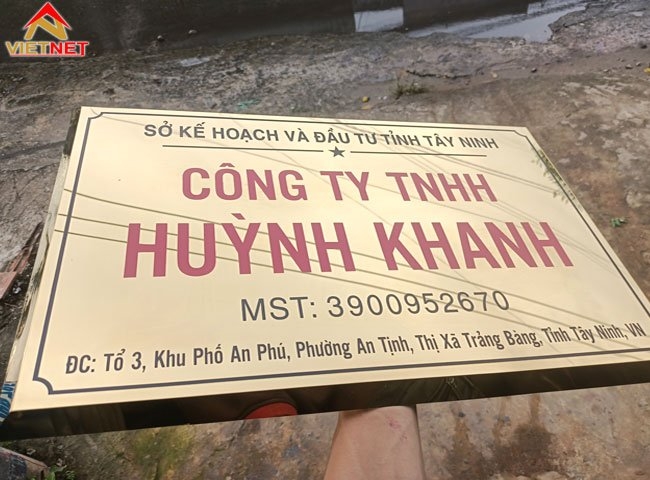 VIETNET
SỞ KẾ HOẠCH VÀ ĐẦU TƯ TỈNH TÂY NINH
CÔNG TY TNHH
HUỲNH KHANH
MST: 3900952670
ĐC: Tổ 3, Khu Phố An Phú, Phường An Tịnh, Thị Xã Trảng Bàng, Tỉnh Tây Ninh, VN